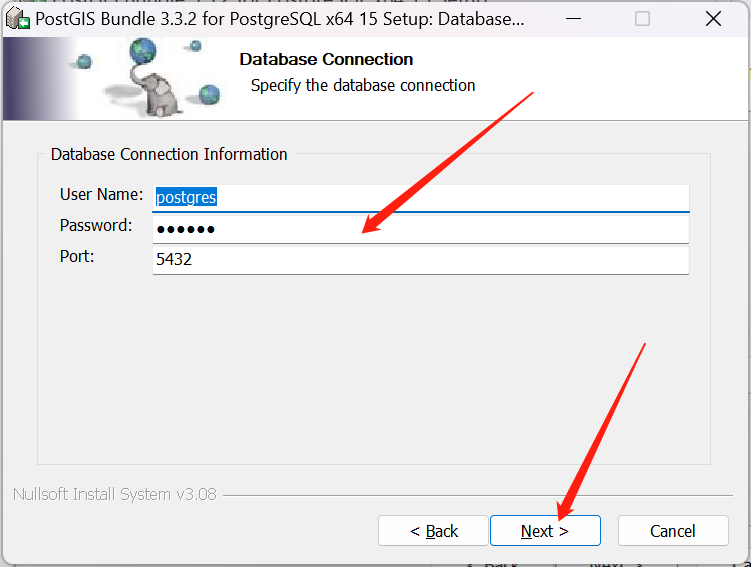 PostGIS Bundle 3.3.2 for PostgreSQL x64 15 Setup: Database...
Database Connection
Specify the database connection
Database Connection Information
User Name: postgres
Password: ●●●●●●
Port: 5432
Nullsoft Install System v3.08
< Back Next > Cancel